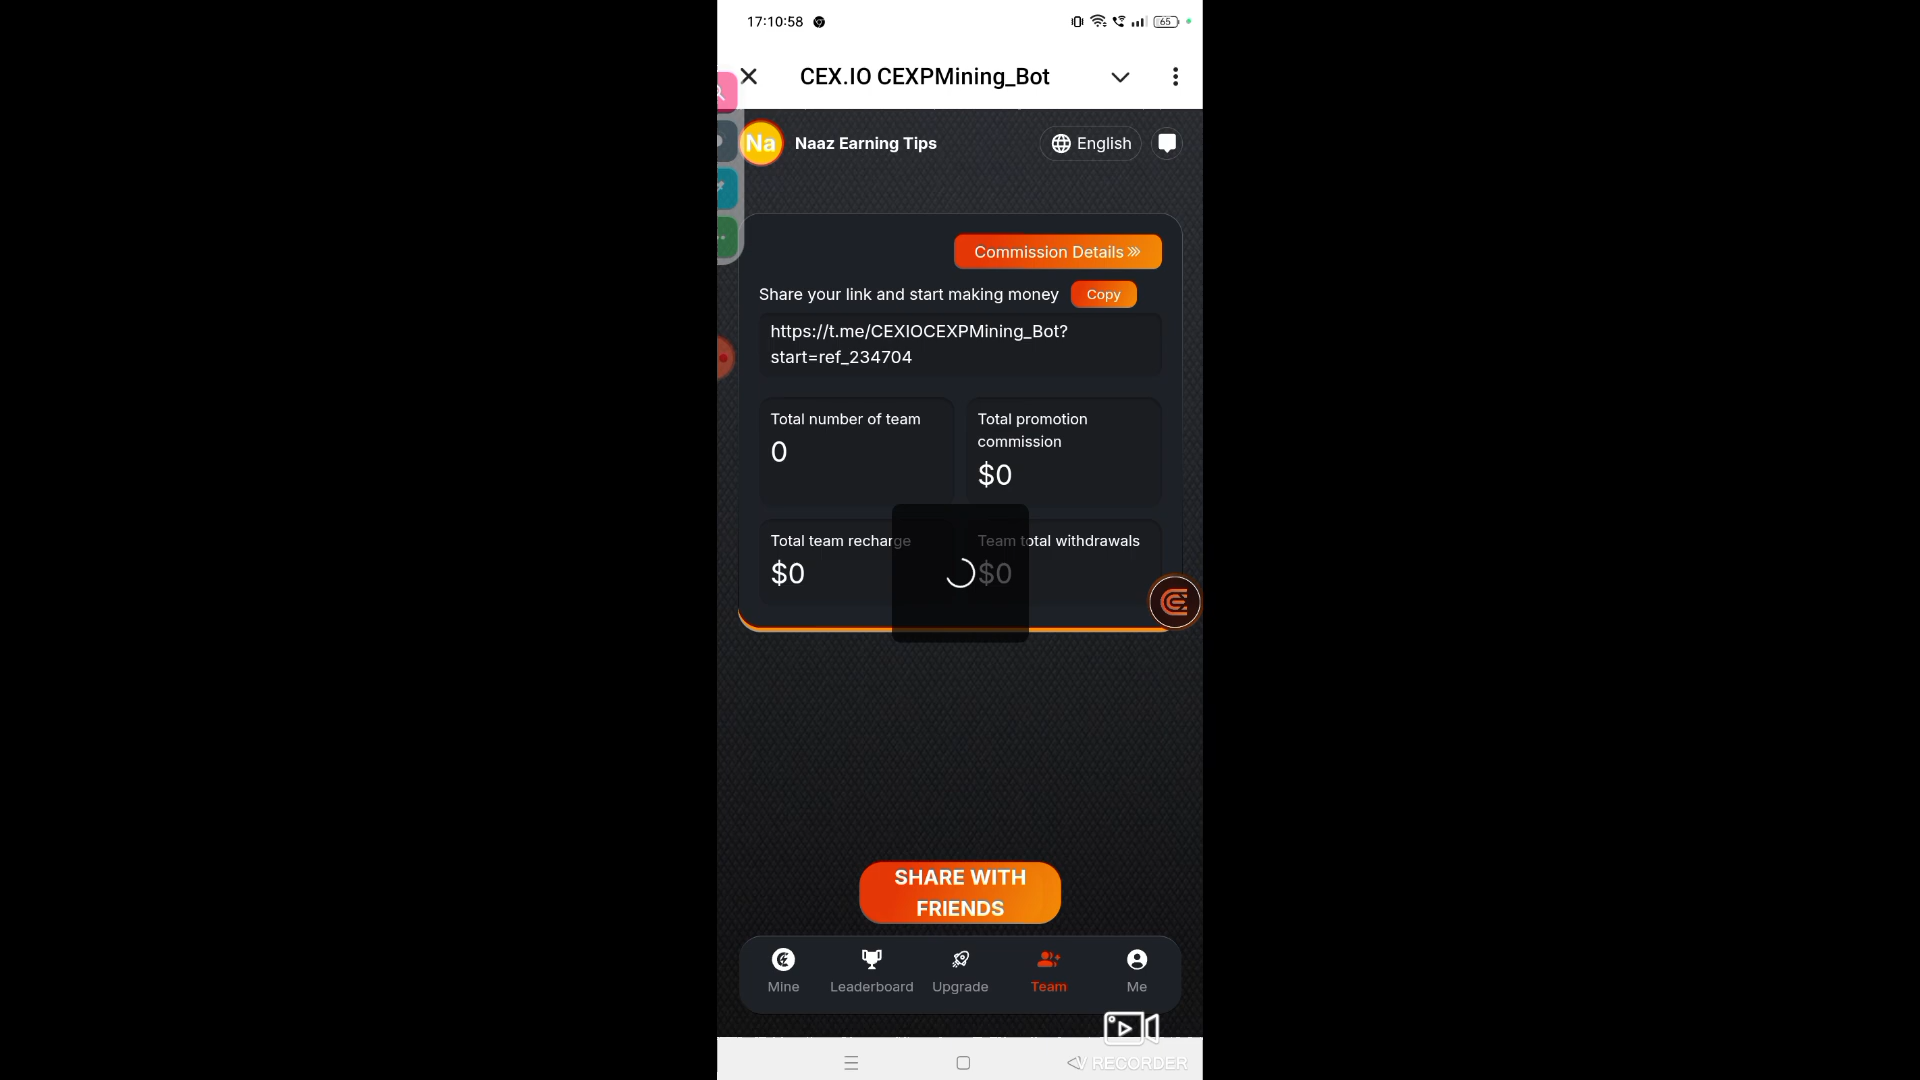 17:10:58
65
CEX.IO CEXPMining_Bot
Na
Naaz Earning Tips
English
Commission Details
Share your link and start making money
Copy
https://t.me/CEXIOCEXPMining_Bot?
start=ref_234704
Total number of team
0
Total promotion
commission
$0
Total team recharge
$0
Team total withdrawals
$0
SHARE WITH
FRIENDS
Mine
Leaderboard
Upgrade
Team
Me
V RECORDER